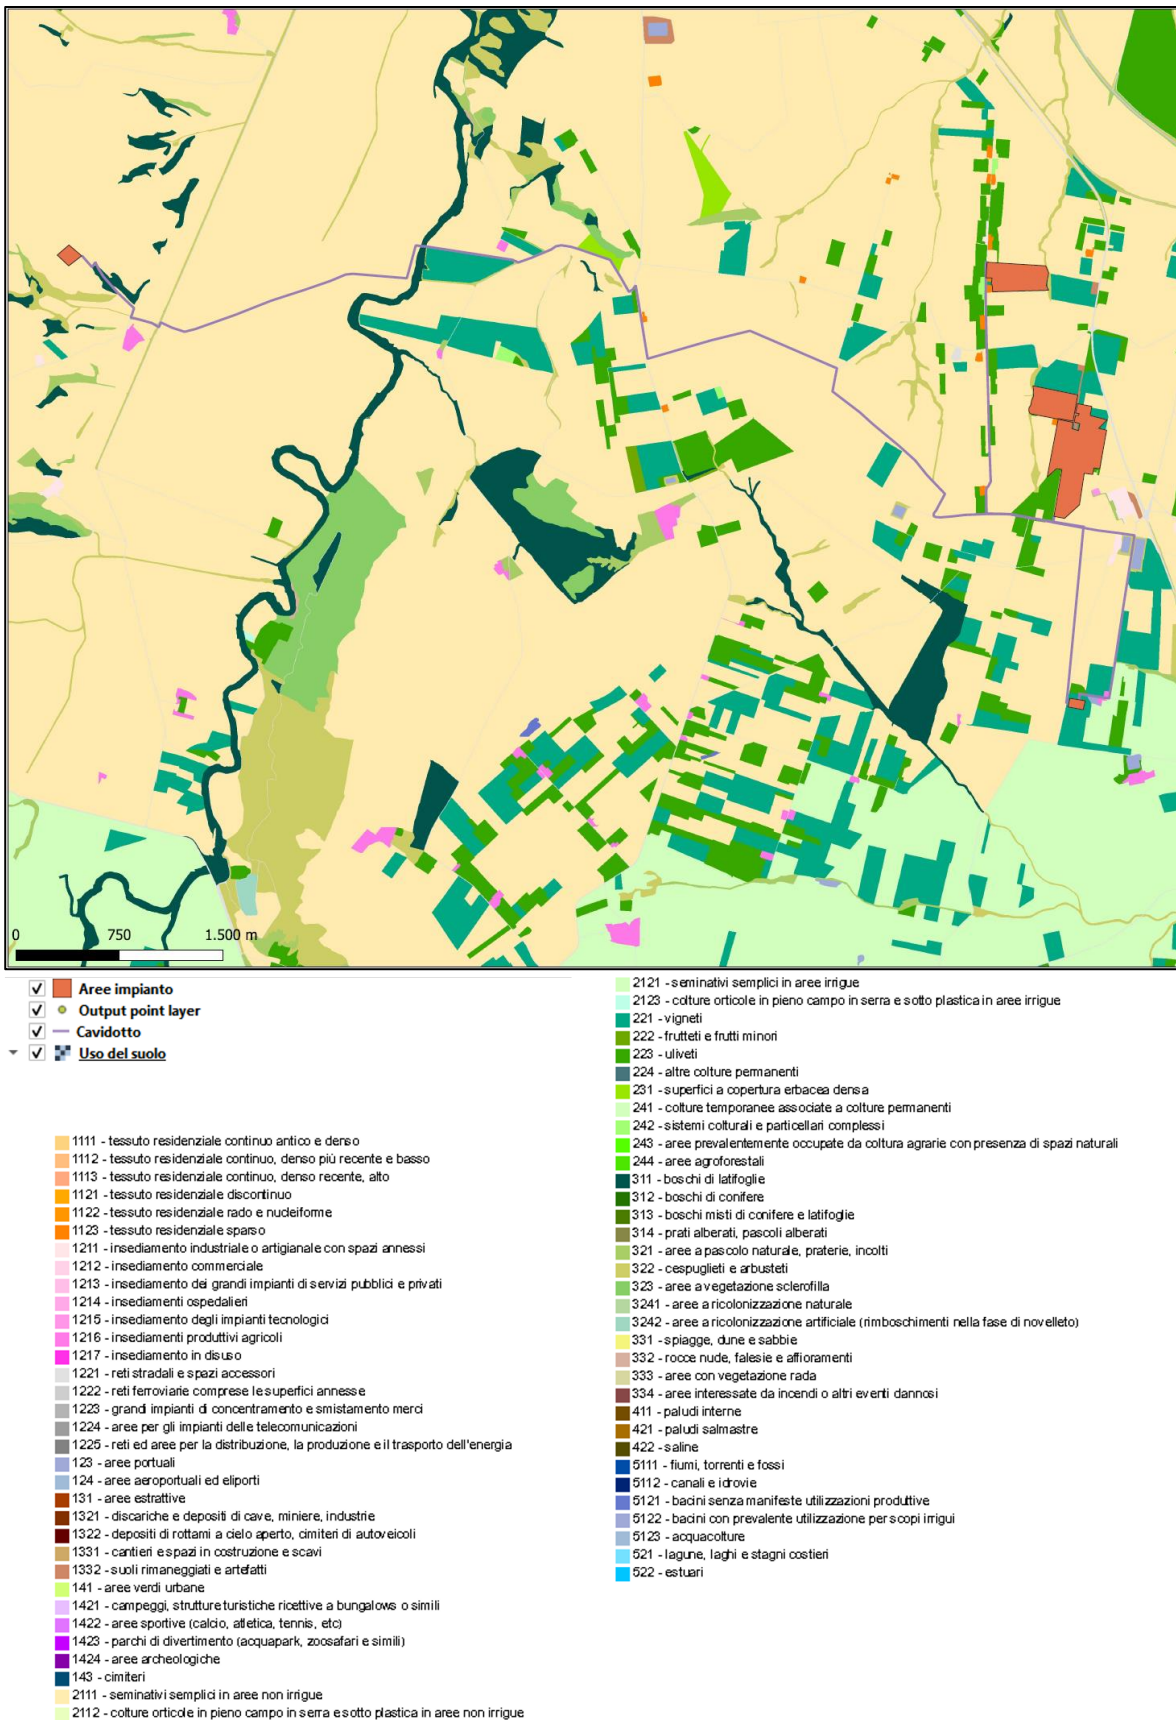 0 750 1.500 m
Aree impianto
Output point layer
Cavidotto
Uso del suolo
1111 - tessuto residenziale continuo antico e denso
1112 - tessuto residenziale continuo, denso più recente e basso
1113 - tessuto residenziale continuo, denso recente, alto
1121 - tessuto residenziale discontinuo
1122 - tessuto residenziale rado e nucleiforme
1123 - tessuto residenziale sparso
1211 - insediamento industriale o artigianale con spazi annessi
1212 - insediamento commerciale
1213 - insediamento dei grandi impianti di servizi pubblici e privati
1214 - insediamenti ospedalieri
1215 - insediamento degli impianti tecnologici
1216 - insediamenti produttivi agricoli
1217 - insediamento in disuso
1221 - reti stradali e spazi accessori
1222 - reti ferroviarie comprese le superfici annesse
1223 - grandi impianti di concentramento e smistamento merci
1224 - aree per gli impianti delle telecomunicazioni
1225 - reti ed aree per la distribuzione, la produzione e il trasporto dell'energia
123 - aree portuali
124 - aree aeroportuali ed eliporti
131 - aree estrattive
1321 - discariche e depositi di cave, miniere, industrie
1322 - depositi di rottami a cielo aperto, cimiteri di autoveicoli
1331 - cantieri e spazi in costruzione e scavi
1332 - suoli rimaneggiati e artefatti
141 - aree verdi urbane
1421 - campeggi, strutture turistiche ricettive a bungalows o simili
1422 - aree sportive (calcio, atletica, tennis, etc)
1423 - parchi di divertimento (acquapark, zoosafari e simili)
1424 - aree archeologiche
143 - cimiteri
2111 - seminativi semplici in aree non irrigue
2112 - colture orticole in pieno campo in serra e sotto plastica in aree non irrigue
2121 - seminativi semplici in aree irrigue
2123 - colture orticole in pieno campo in serra e sotto plastica in aree irrigue
221 - vigneti
222 - frutteti e frutti minori
223 - uliveti
224 - altre colture permanenti
231 - superfici a copertura erbacea densa
241 - colture temporanee associate a colture permanenti
242 - sistemi colturali e particellari complessi
243 - aree prevalentemente occupate da coltura agrarie con presenza di spazi naturali
244 - aree agroforestali
311 - boschi di latifoglie
312 - boschi di conifere
313 - boschi misti di conifere e latifoglie
314 - prati alberati, pascoli alberati
321 - aree a pascolo naturale, praterie, incolti
322 - cespuglieti e arbusteti
323 - aree a vegetazione sclerofilla
3241 - aree a ricolonizzazione naturale
3242 - aree a ricolonizzazione artificiale (rimboschimenti nella fase di novelleto)
331 - spiagge, dune e sabbie
332 - rocce nude, falesie e affioramenti
333 - aree con vegetazione rada
334 - aree interessate da incendi o altri eventi dannosi
411 - paludi interne
421 - paludi salmastre
422 - saline
5111 - fiumi, torrenti e fossi
5112 - canali e idrovie
5121 - bacini senza manifeste utilizzazioni produttive
5122 - bacini con prevalente utilizzazione per scopi irrigui
5123 - acquacolture
521 - lagune, laghi e stagni costieri
522 - estuari